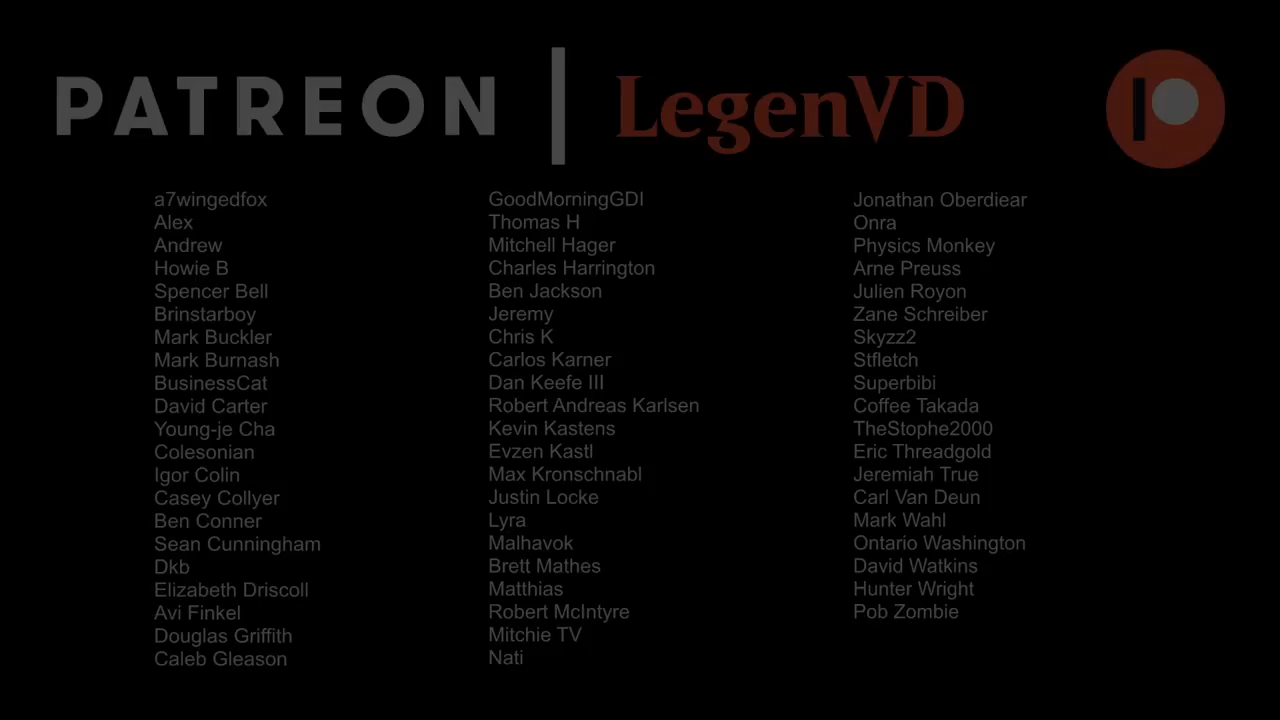 PATREON | LegenVD
a7wingedfox
Alex
Andrew
Howie B
Spencer Bell
Brinstarboy
Mark Buckler
Mark Burnash
BusinessCat
David Carter
Young-je Cha
Colesonian
Igor Colin
Casey Collyer
Ben Conner
Sean Cunningham
Dkb
Elizabeth Driscoll
Avi Finkel
Douglas Griffith
Caleb Gleason
GoodMorningGDI
Thomas H
Mitchell Hager
Charles Harrington
Ben Jackson
Jeremy
Chris K
Carlos Karner
Dan Keefe III
Robert Andreas Karlsen
Kevin Kastens
Evzen Kastl
Max Kronschnabl
Justin Locke
Lyra
Malhavok
Brett Mathes
Matthias
Robert McIntyre
Mitchie TV
Nati
Jonathan Oberdiear
Onra
Physics Monkey
Arne Preuss
Julien Royon
Zane Schreiber
Skyzz2
Stfletch
Superbibi
Coffee Takada
TheStophe2000
Eric Threadgold
Jeremiah True
Carl Van Deun
Mark Wahl
Ontario Washington
David Watkins
Hunter Wright
Pob Zombie